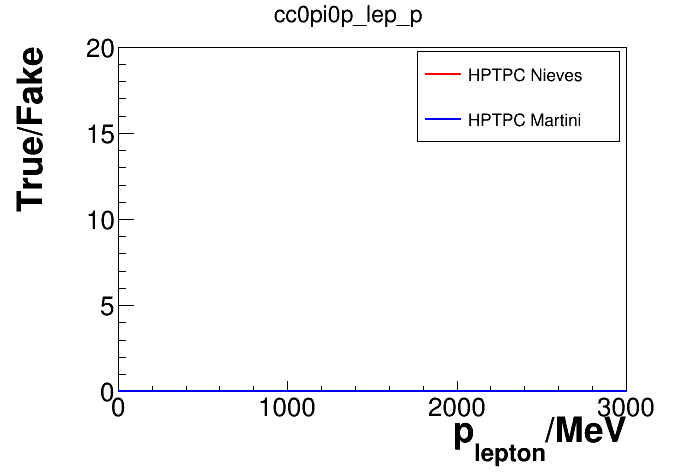 cc0pi0p_lep_p
True/Fake
20
15
10
5
0
HPTPC Nieves
HPTPC Martini
0 1000 2000 3000
p_lepton/MeV